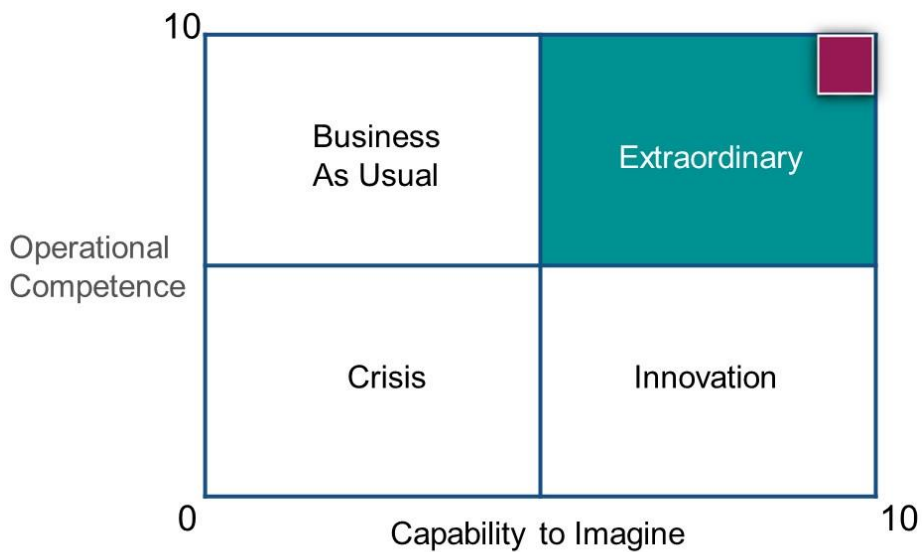 10
Business
As Usual
Extraordinary
Operational
Competence
Crisis
Innovation
0
10
Capability to Imagine